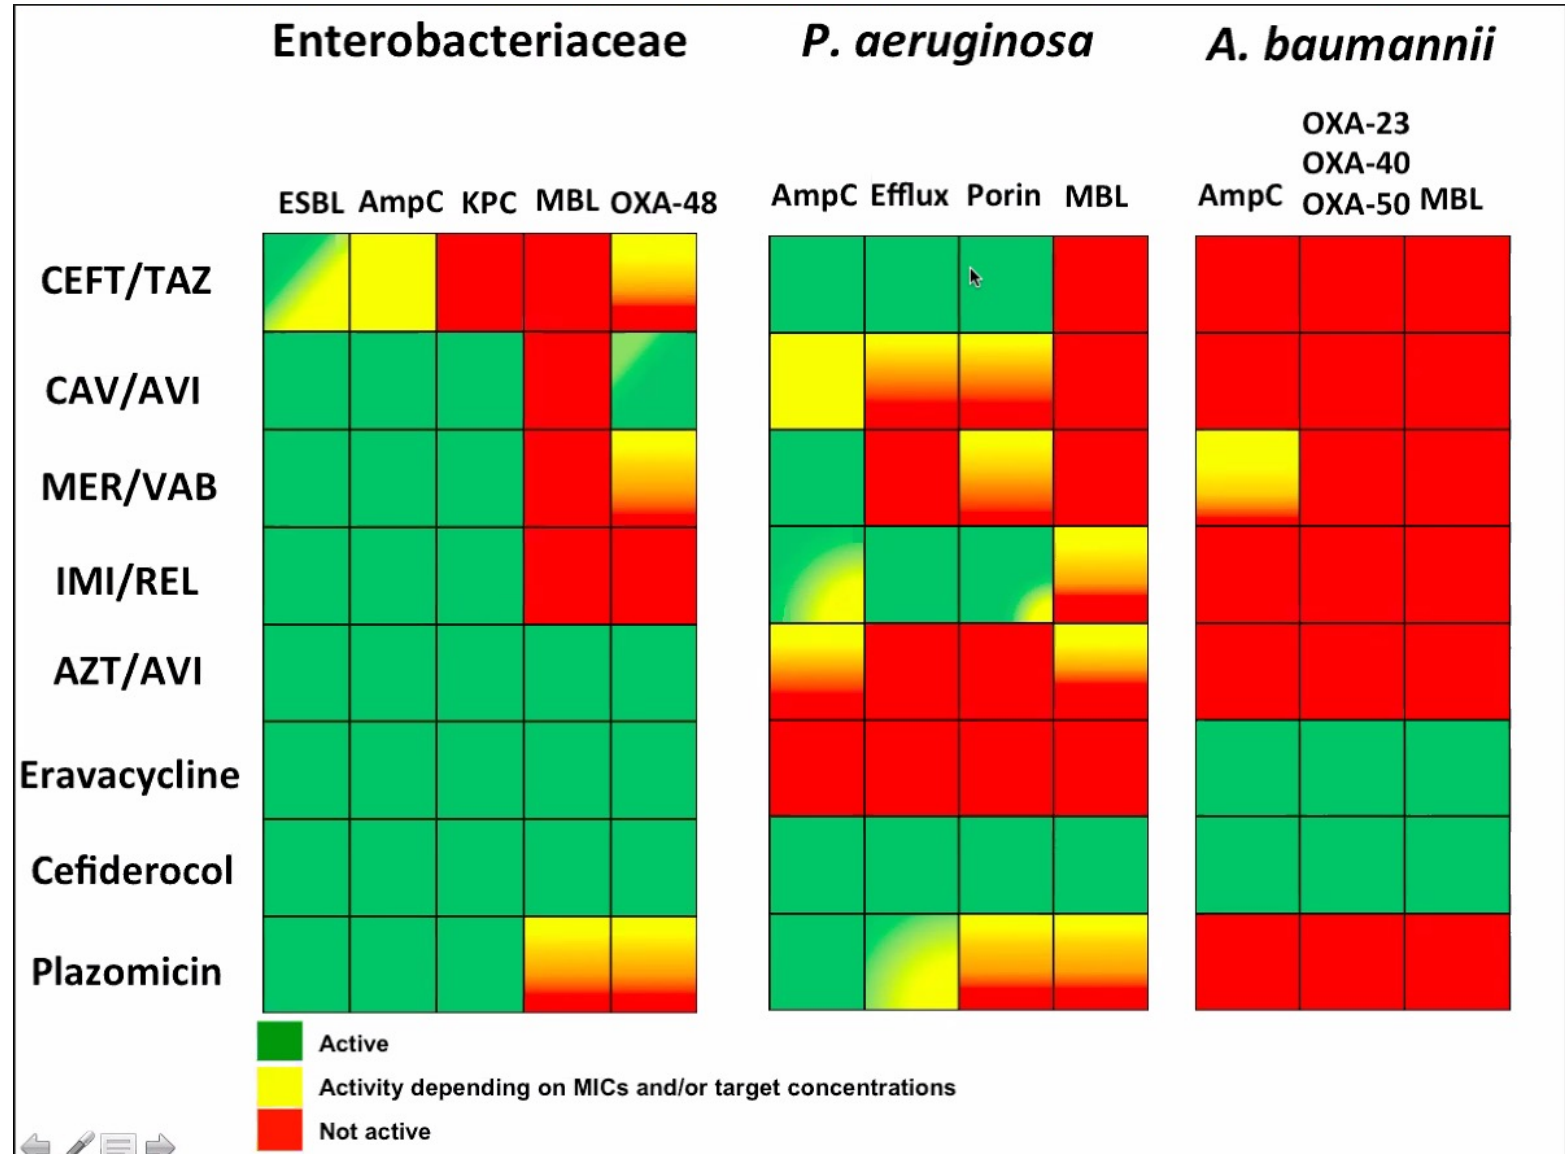 Enterobacteriaceae
P. aeruginosa
A. baumannii
ESBL AmpC KPC MBL OXA-48
AmpC Efflux Porin MBL
AmpC
OXA-23
OXA-40
OXA-50
MBL
CEFT/TAZ
CAV/AVI
MER/VAB
IMI/REL
AZT/AVI
Eravacycline
Cefiderocol
Plazomicin
Active
Activity depending on MICs and/or target concentrations
Not active